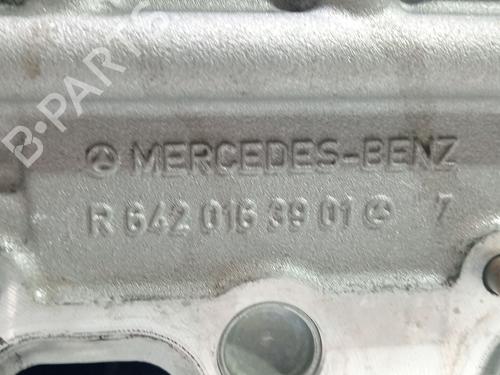 B-PARTS
MERCEDES-BENZ
R 642 016 39 01 7